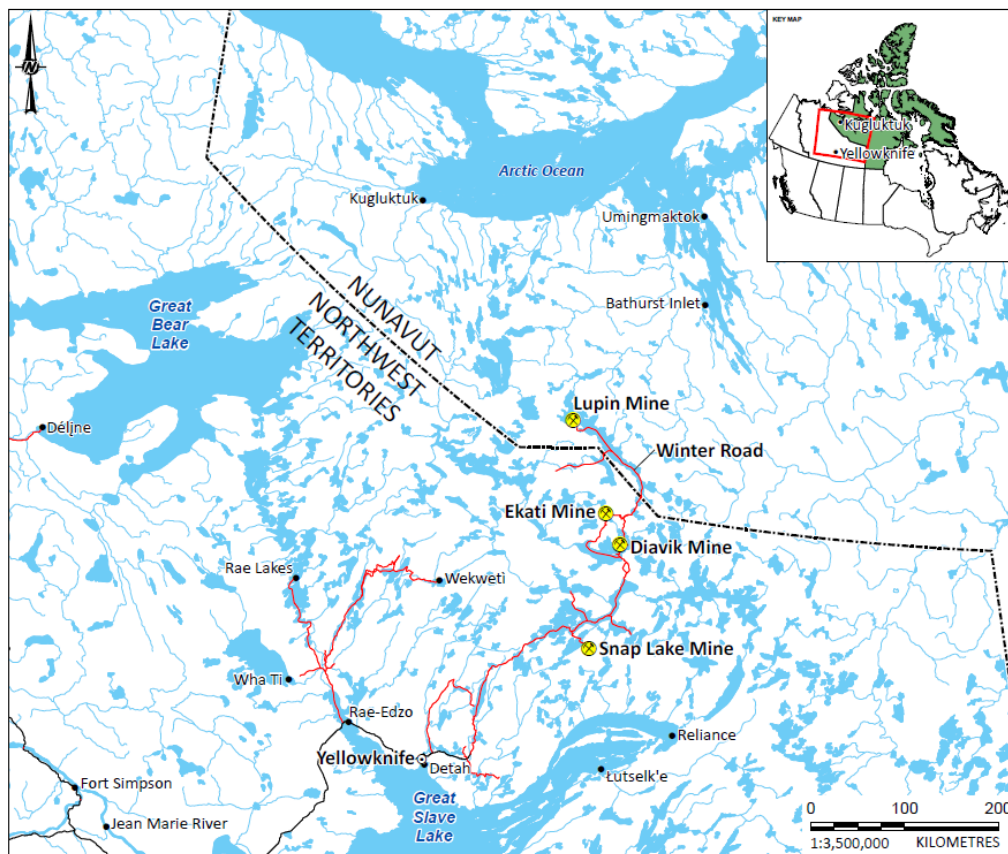 KEY MAP
N
Kugluktuk
Yellowknife
Arctic Ocean
Kugluktuk
Umingmaktok
Bathurst Inlet
Great
Bear
Lake
NUNAVUT
NORTHWEST
TERRITORIES
Lupin Mine
Délįne
Winter Road
Ekati Mine
Diavik Mine
Rae Lakes
Wekweti
Snap Lake Mine
Wha Ti
Rae-Edzo
Reliance
Yellowknife
Detah
Łutselk'e
Fort Simpson
Great
Slave
Lake
Jean Marie River
0 100 200
1:3,500,000 KILOMETRES